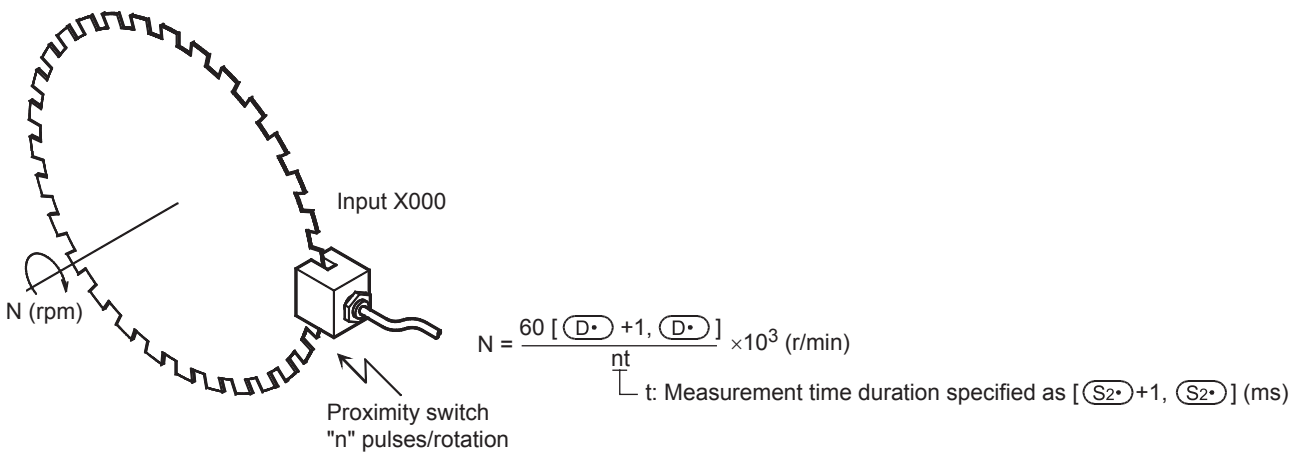 Input X000
N (rpm)
N = 60 [ (D•) +1, (D•) ] / nt ×10³ (r/min)
t: Measurement time duration specified as [ (S2•)+1, (S2•) ] (ms)
Proximity switch
"n" pulses/rotation